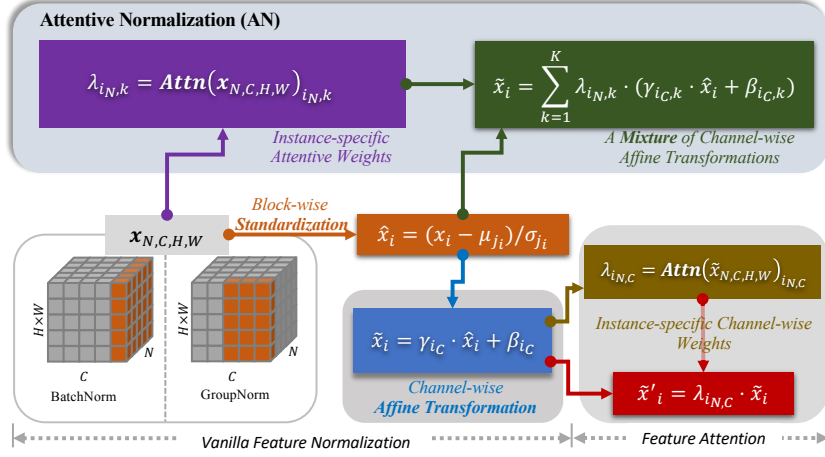 Attentive Normalization (AN)
λ_{i_N,k} = Attn(x_{N,C,H,W})_{i_N,k}
x̃_i = ∑_{k=1}^{K} λ_{i_N,k} · (γ_{i_C,k} · x̂_i + β_{i_C,k})
Instance-specific
Attentive Weights
A Mixture of Channel-wise
Affine Transformations
Block-wise
Standardization
x_{N,C,H,W}
x̂_i = (x_i − μ_{j_i})/σ_{j_i}
H×W
C
N
BatchNorm
H×W
C
N
GroupNorm
x̃_i = γ_{i_C} · x̂_i + β_{i_C}
Channel-wise
Affine Transformation
λ_{i_N,C} = Attn(x̃_{N,C,H,W})_{i_N,C}
Instance-specific Channel-wise
Weights
x̃'_i = λ_{i_N,C} · x̃_i
Vanilla Feature Normalization
Feature Attention